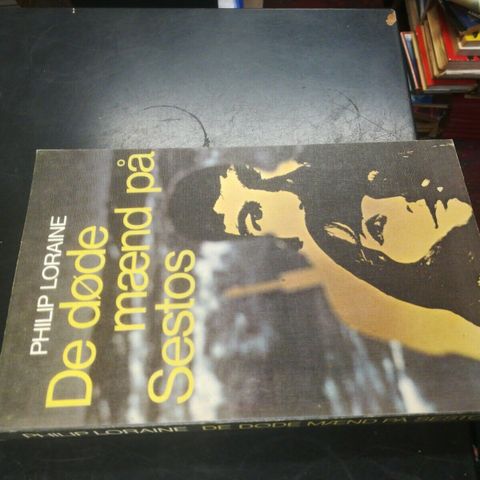 PHILIP LORAINE
De døde
mænd på
Sestos
PHILIP LORAINE DE DØDE MÆND PÅ SESTOS